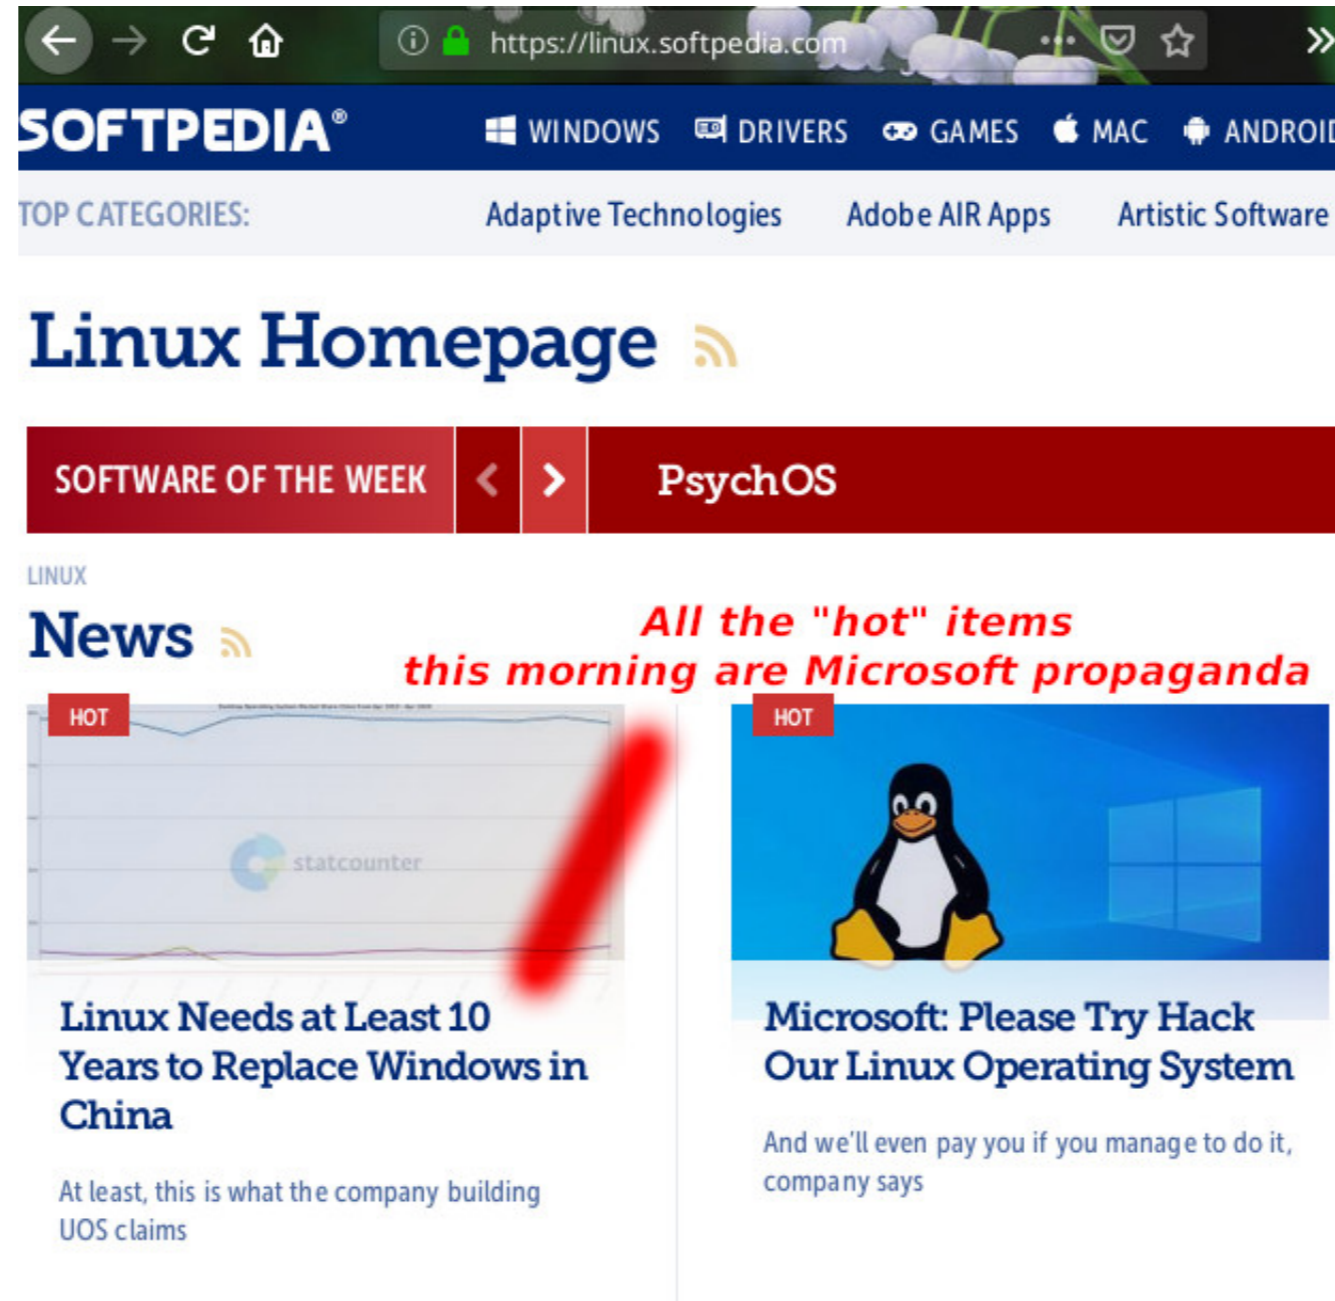 https://linux.softpedia.com
SOFTPEDIA®
WINDOWS DRIVERS GAMES MAC ANDROID
TOP CATEGORIES: Adaptive Technologies Adobe AIR Apps Artistic Software
Linux Homepage
SOFTWARE OF THE WEEK PsychOS
LINUX
News
All the "hot" items
this morning are Microsoft propaganda
HOT
statcounter
Linux Needs at Least 10
Years to Replace Windows in
China
At least, this is what the company building
UOS claims
HOT
Microsoft: Please Try Hack
Our Linux Operating System
And we'll even pay you if you manage to do it,
company says